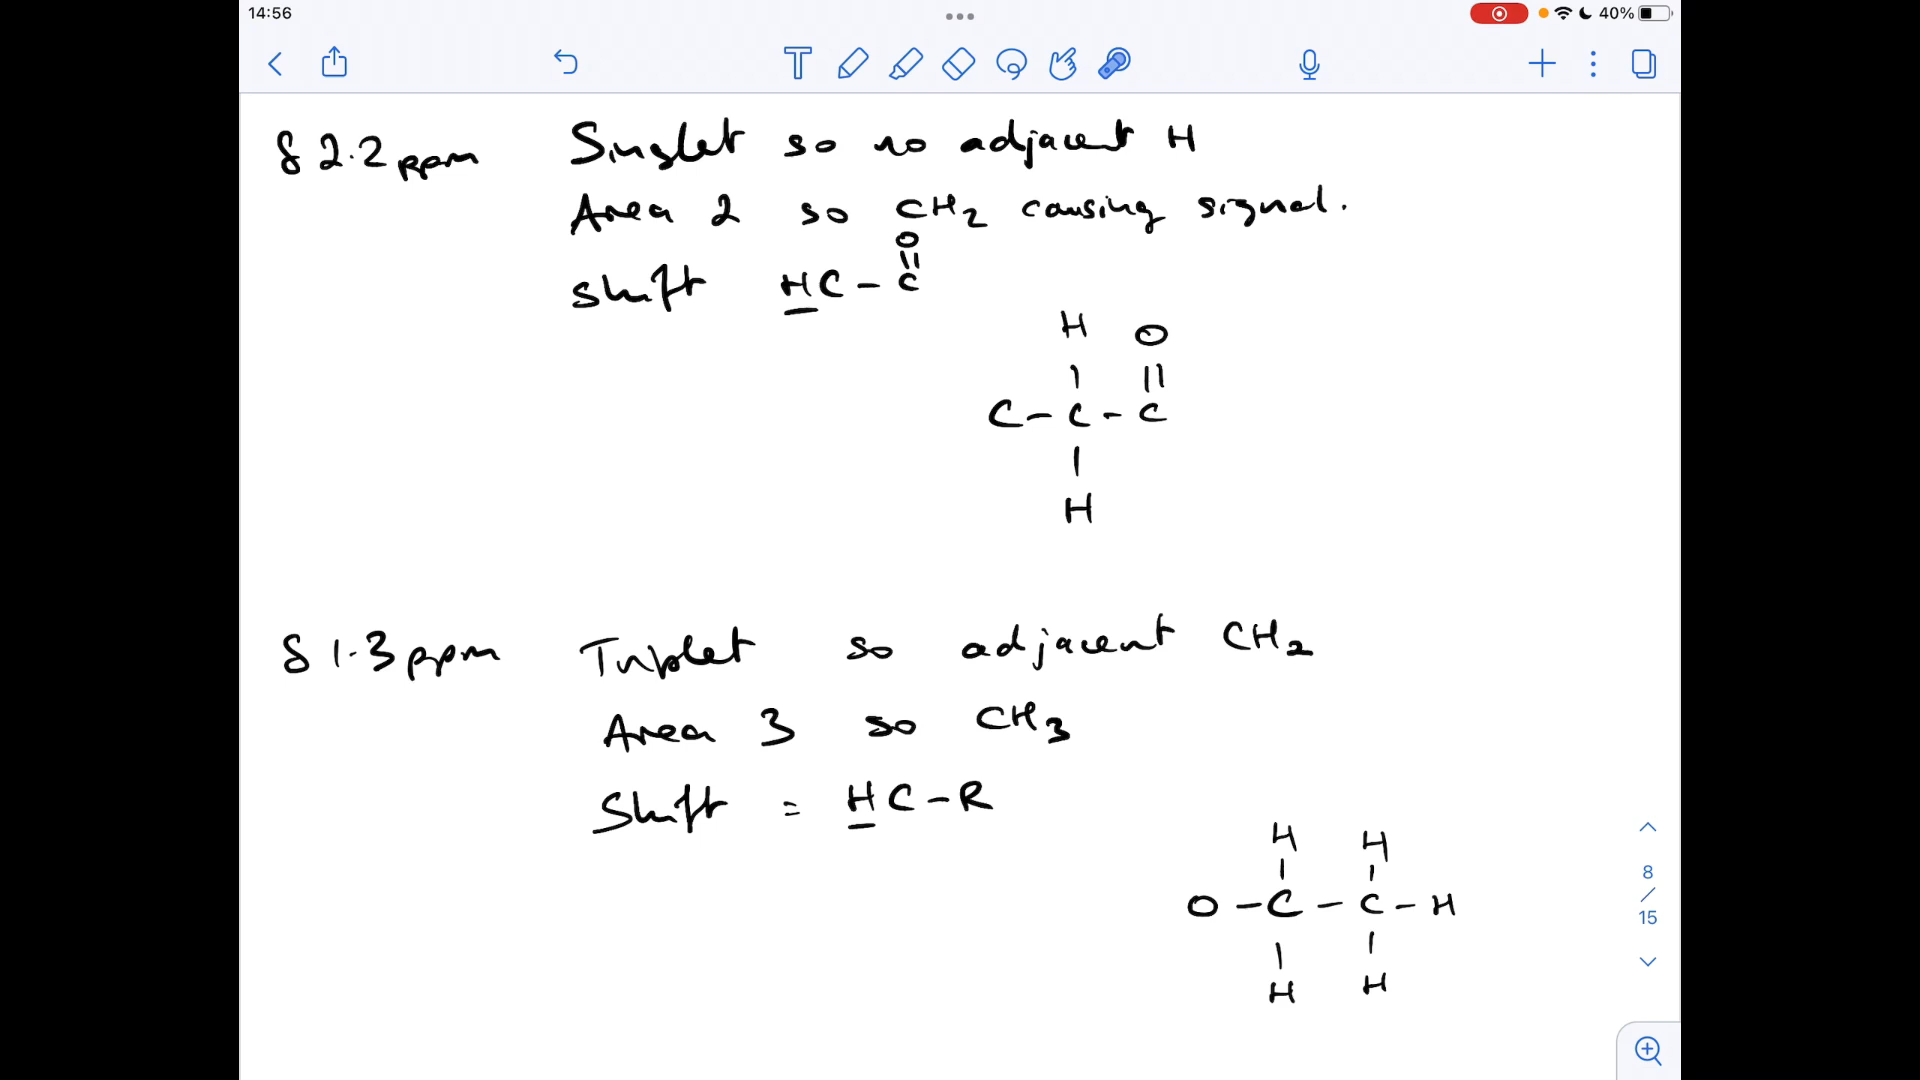 14:56
40%
T
δ 2.2 ppm Singlet so no adjacent H
Area 2 so CH2 causing signal.
O
||
shift HC - C
H O
| ||
C - C - C
|
H
δ 1.3 ppm Triplet so adjacent CH2
Area 3 so CH3
Shift = HC - R
H H
| |
O - C - C - H
| |
H H
8
/
15